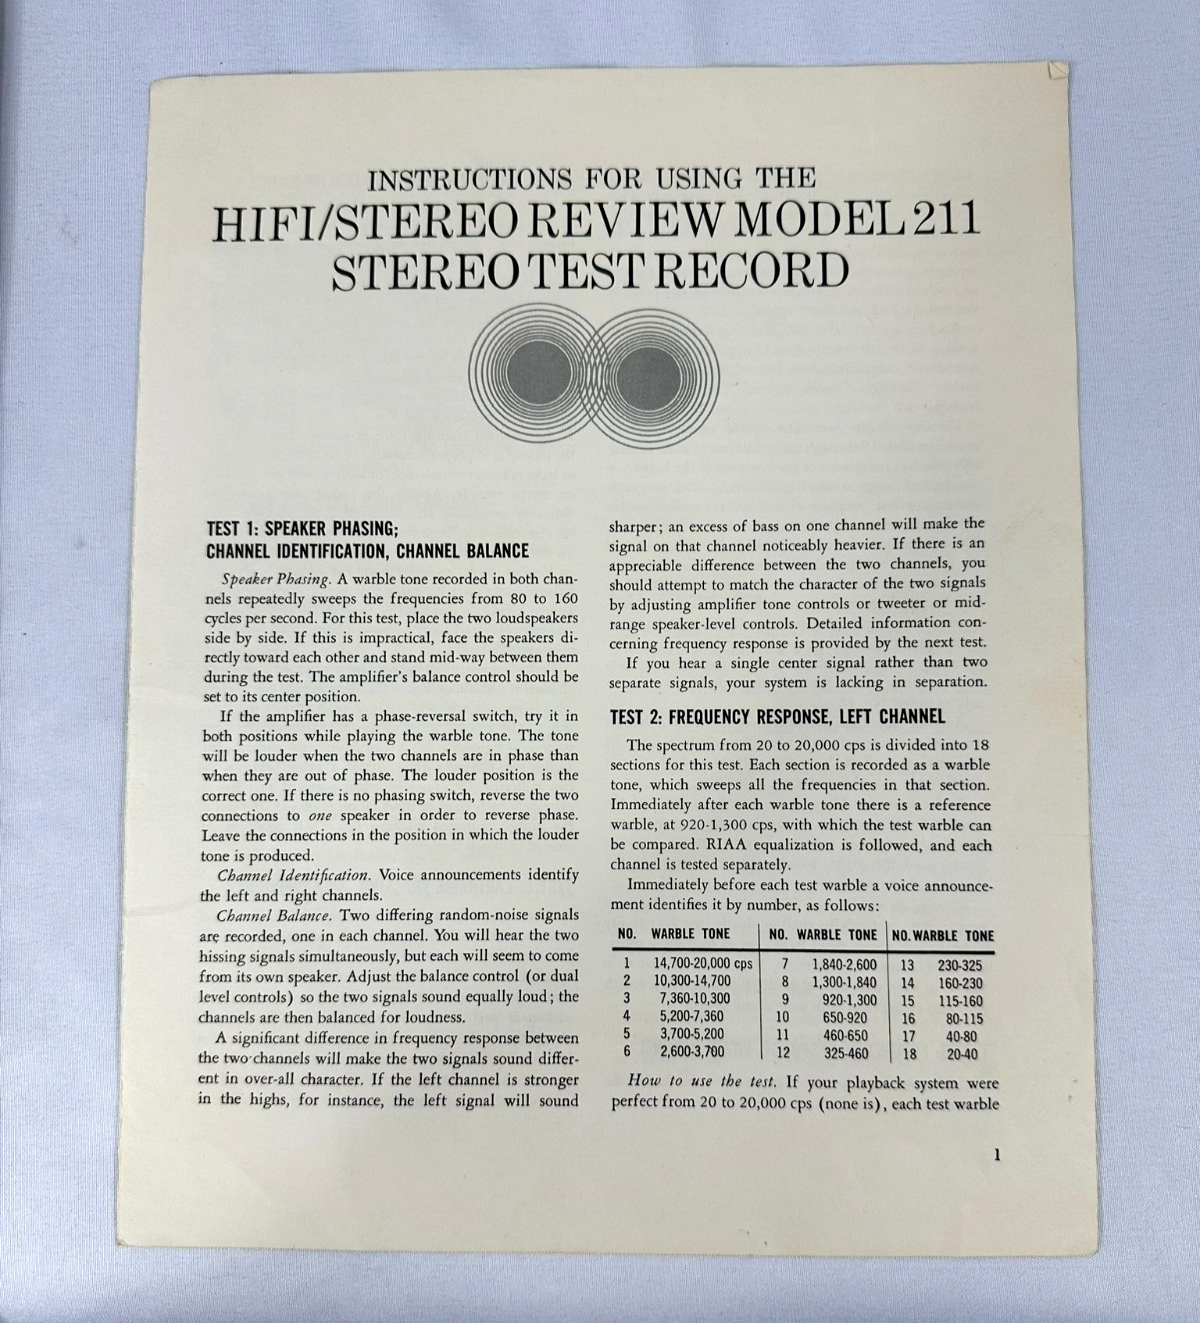 INSTRUCTIONS FOR USING THE
HIFI/STEREO REVIEW MODEL 211
STEREO TEST RECORD
TEST 1: SPEAKER PHASING;
CHANNEL IDENTIFICATION, CHANNEL BALANCE
Speaker Phasing. A warble tone recorded in both chan-
nels repeatedly sweeps the frequencies from 80 to 160
cycles per second. For this test, place the two loudspeakers
side by side. If this is impractical, face the speakers di-
rectly toward each other and stand mid-way between them
during the test. The amplifier's balance control should be
set to its center position.
If the amplifier has a phase-reversal switch, try it in
both positions while playing the warble tone. The tone
will be louder when the two channels are in phase than
when they are out of phase. The louder position is the
correct one. If there is no phasing switch, reverse the two
connections to one speaker in order to reverse phase.
Leave the connections in the position in which the louder
tone is produced.
Channel Identification. Voice announcements identify
the left and right channels.
Channel Balance. Two differing random-noise signals
are recorded, one in each channel. You will hear the two
hissing signals simultaneously, but each will seem to come
from its own speaker. Adjust the balance control (or dual
level controls) so the two signals sound equally loud; the
channels are then balanced for loudness.
A significant difference in frequency response between
the two channels will make the two signals sound differ-
ent in over-all character. If the left channel is stronger
in the highs, for instance, the left signal will sound
sharper; an excess of bass on one channel will make the
signal on that channel noticeably heavier. If there is an
appreciable difference between the two channels, you
should attempt to match the character of the two signals
by adjusting amplifier tone controls or tweeter or mid-
range speaker-level controls. Detailed information con-
cerning frequency response is provided by the next test.
If you hear a single center signal rather than two
separate signals, your system is lacking in separation.
TEST 2: FREQUENCY RESPONSE, LEFT CHANNEL
The spectrum from 20 to 20,000 cps is divided into 18
sections for this test. Each section is recorded as a warble
tone, which sweeps all the frequencies in that section.
Immediately after each warble tone there is a reference
warble, at 920-1,300 cps, with which the test warble can
be compared. RIAA equalization is followed, and each
channel is tested separately.
Immediately before each test warble a voice announce-
ment identifies it by number, as follows:
NO. WARBLE TONE NO. WARBLE TONE NO. WARBLE TONE
1 14,700-20,000 cps 7 1,840-2,600 13 230-325
2 10,300-14,700 8 1,300-1,840 14 160-230
3 7,360-10,300 9 920-1,300 15 115-160
4 5,200-7,360 10 650-920 16 80-115
5 3,700-5,200 11 460-650 17 40-80
6 2,600-3,700 12 325-460 18 20-40
How to use the test. If your playback system were
perfect from 20 to 20,000 cps (none is), each test warble
1